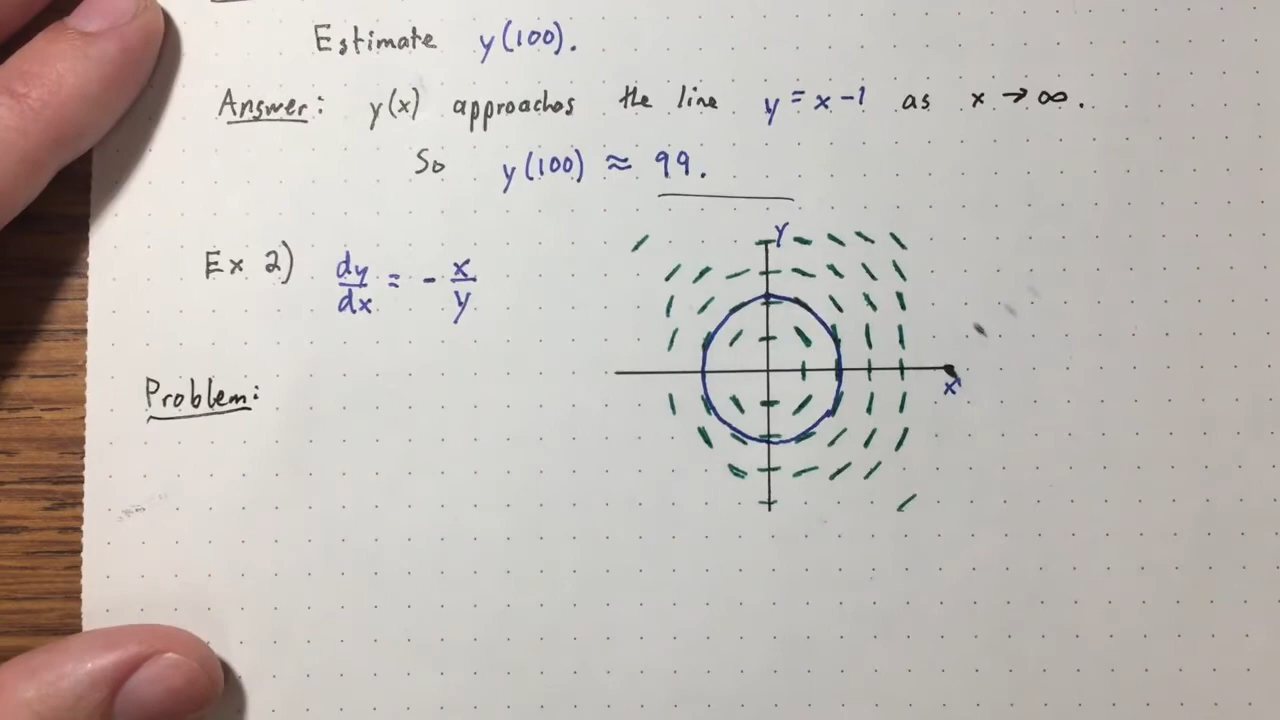 Estimate y(100).
Answer: y(x) approaches the line y = x - 1 as x → ∞.
So y(100) ≈ 99.
Ex 2) dy/dx = - x/y
y
x
Problem: